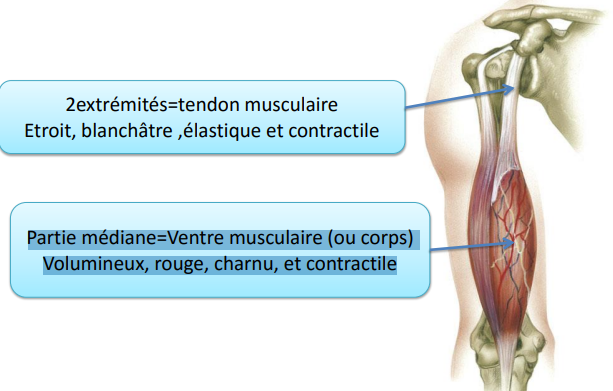 2extrémités=tendon musculaire
Etroit, blanchâtre ,élastique et contractile
Partie médiane=Ventre musculaire (ou corps)
Volumineux, rouge, charnu, et contractile